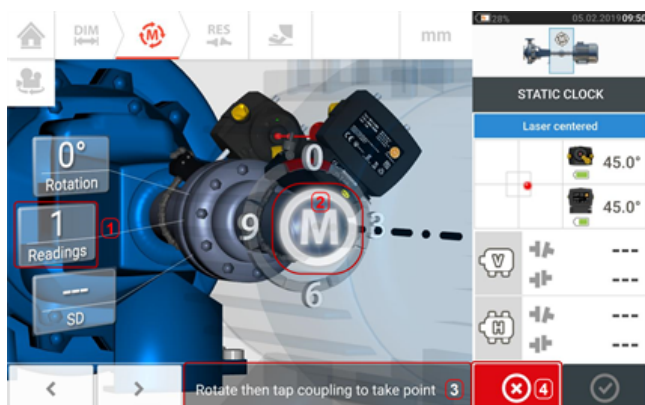 DIM
M
RES
mm
28%
05.02.2019 09:50
STATIC CLOCK
Laser centered
0°
Rotation
1
Readings
1
---
SD
0
2
M
9
3
6
45.0°
45.0°
V
---
---
H
---
---
Rotate then tap coupling to take point
3
4